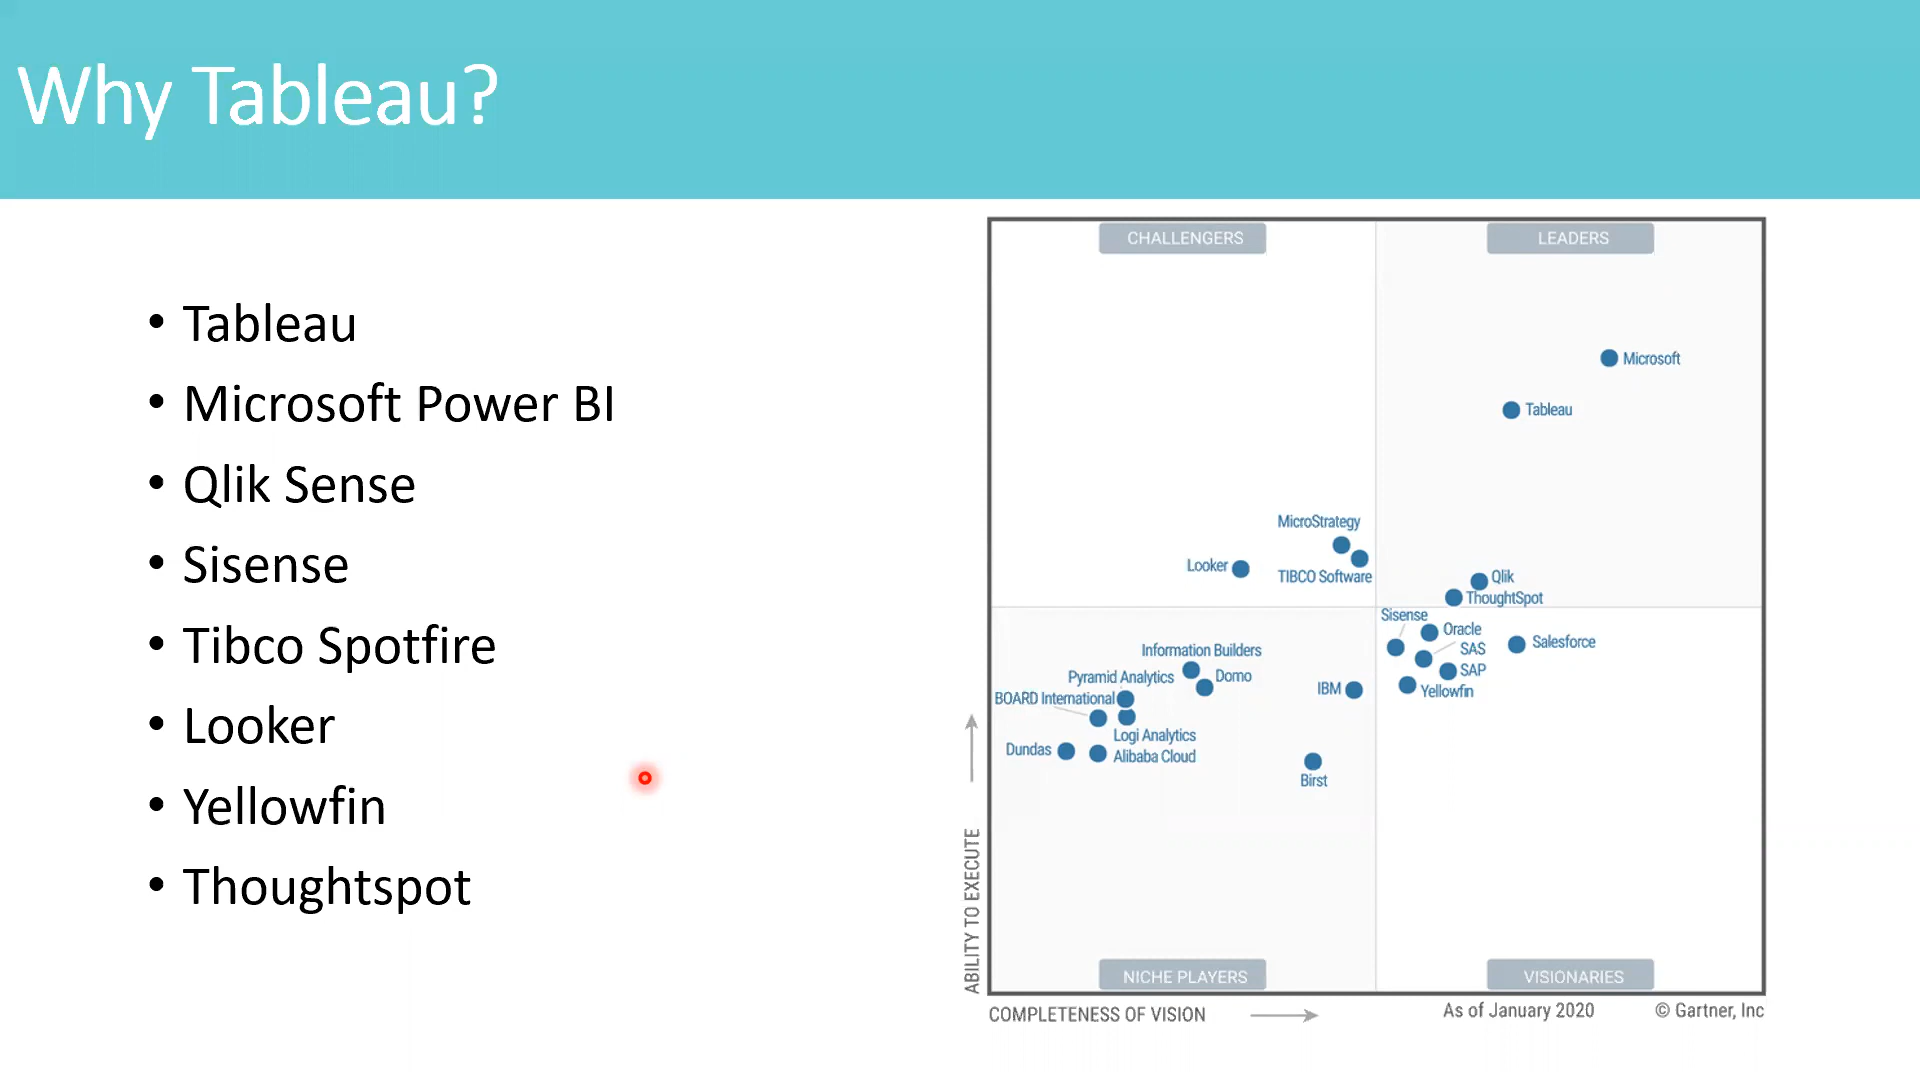 Why Tableau?
• Tableau
• Microsoft Power BI
• Qlik Sense
• Sisense
• Tibco Spotfire
• Looker
• Yellowfin
• Thoughtspot
CHALLENGERS
LEADERS
Microsoft
Tableau
MicroStrategy
Looker
TIBCO Software
Qlik
ThoughtSpot
Sisense
Oracle
Salesforce
SAS
SAP
Yellowfin
Information Builders
Pyramid Analytics
Domo
BOARD International
IBM
Logi Analytics
Dundas
Alibaba Cloud
Birst
ABILITY TO EXECUTE
NICHE PLAYERS
VISIONARIES
COMPLETENESS OF VISION
As of January 2020
© Gartner, Inc